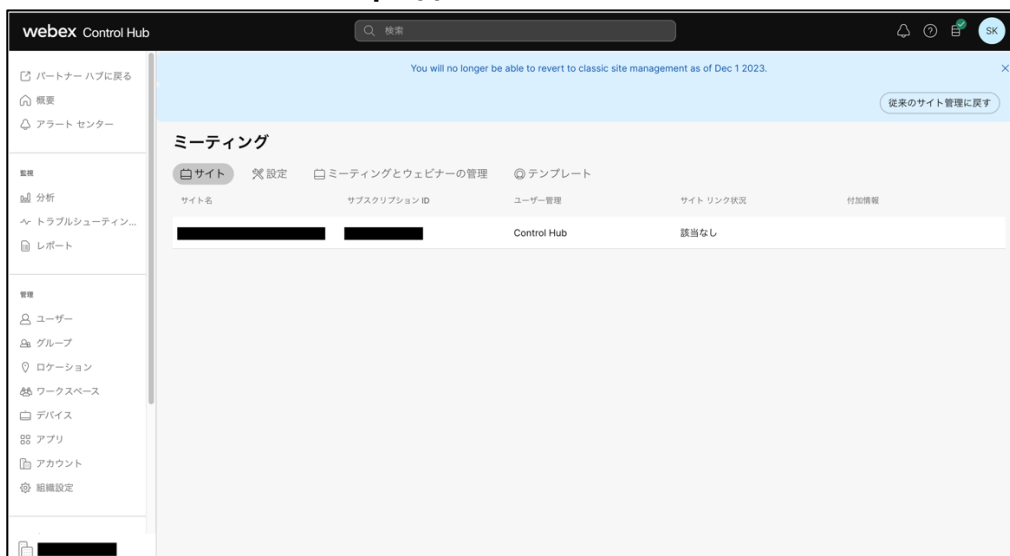 webex Control Hub
検索
SK
パートナー ハブに戻る
概要
アラート センター
監視
分析
トラブルシューティン...
レポート
管理
ユーザー
グループ
ロケーション
ワークスペース
デバイス
アプリ
アカウント
組織設定
You will no longer be able to revert to classic site management as of Dec 1 2023.
従来のサイト管理に戻す
ミーティング
サイト 設定 ミーティングとウェビナーの管理 テンプレート
サイト名 サブスクリプション ID ユーザー管理 サイト リンク状況 付加情報
Control Hub 該当なし